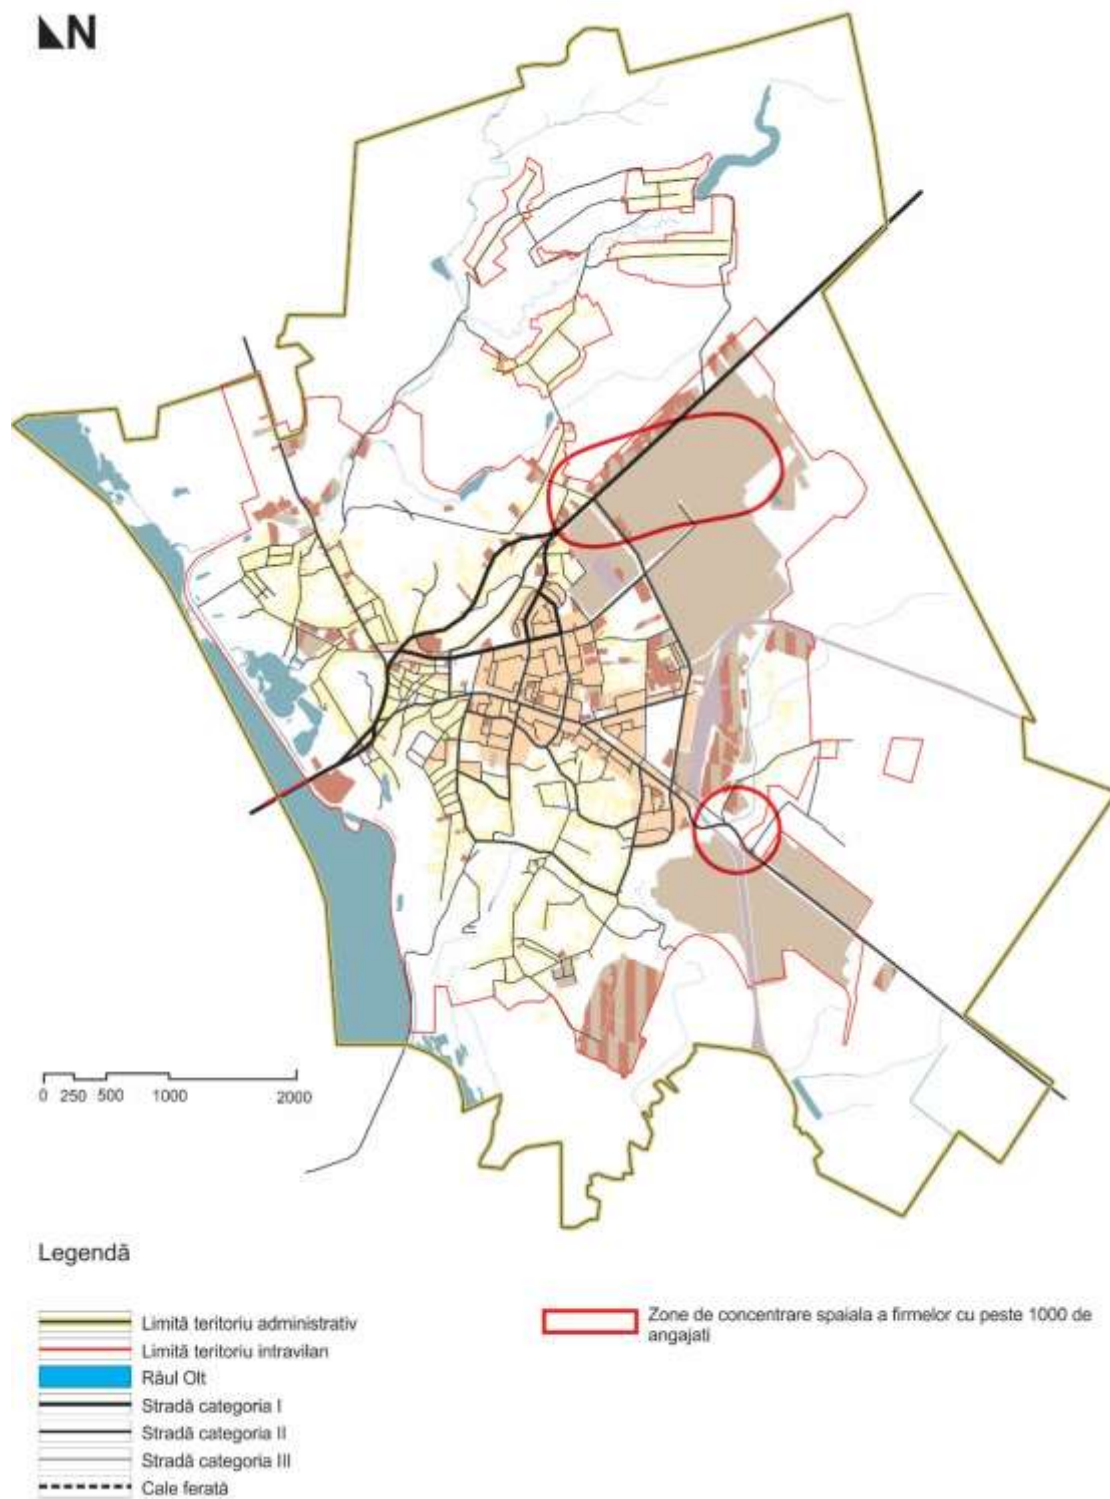 N
0 250 500 1000 2000
Legendă
Limită teritoriu administrativ
Limită teritoriu intravilan
Râul Olt
Stradă categoria I
Stradă categoria II
Stradă categoria III
Cale ferată
Zone de concentrare spaiala a firmelor cu peste 1000 de
angajati